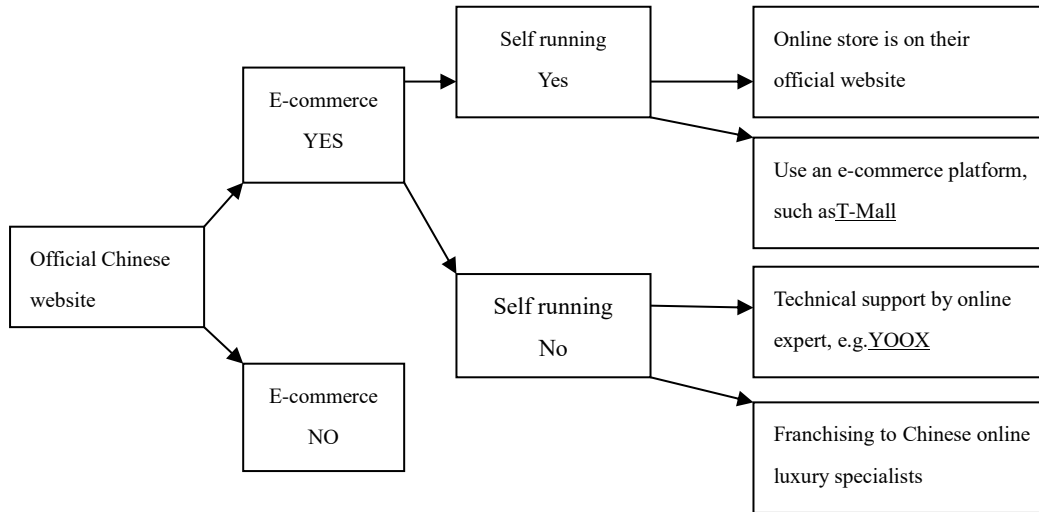 Official Chinese
website
E-commerce
YES
E-commerce
NO
Self running
Yes
Self running
No
Online store is on their
official website
Use an e-commerce platform,
such asT-Mall
Technical support by online
expert, e.g.YOOX
Franchising to Chinese online
luxury specialists